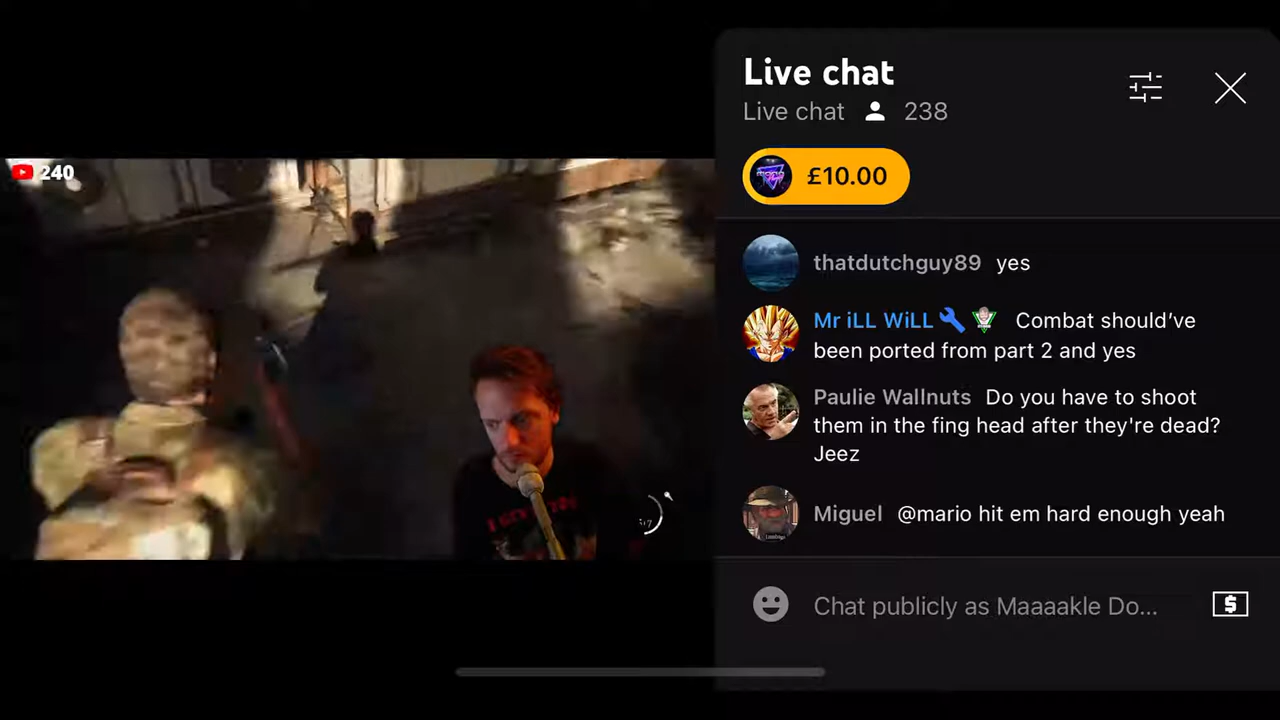 240
Live chat
Live chat 238
£10.00
thatdutchguy89 yes
Mr iLL WiLL Combat should’ve
been ported from part 2 and yes
Paulie Wallnuts Do you have to shoot
them in the fing head after they're dead?
Jeez
Miguel @mario hit em hard enough yeah
Chat publicly as Maaaakle Do...
$